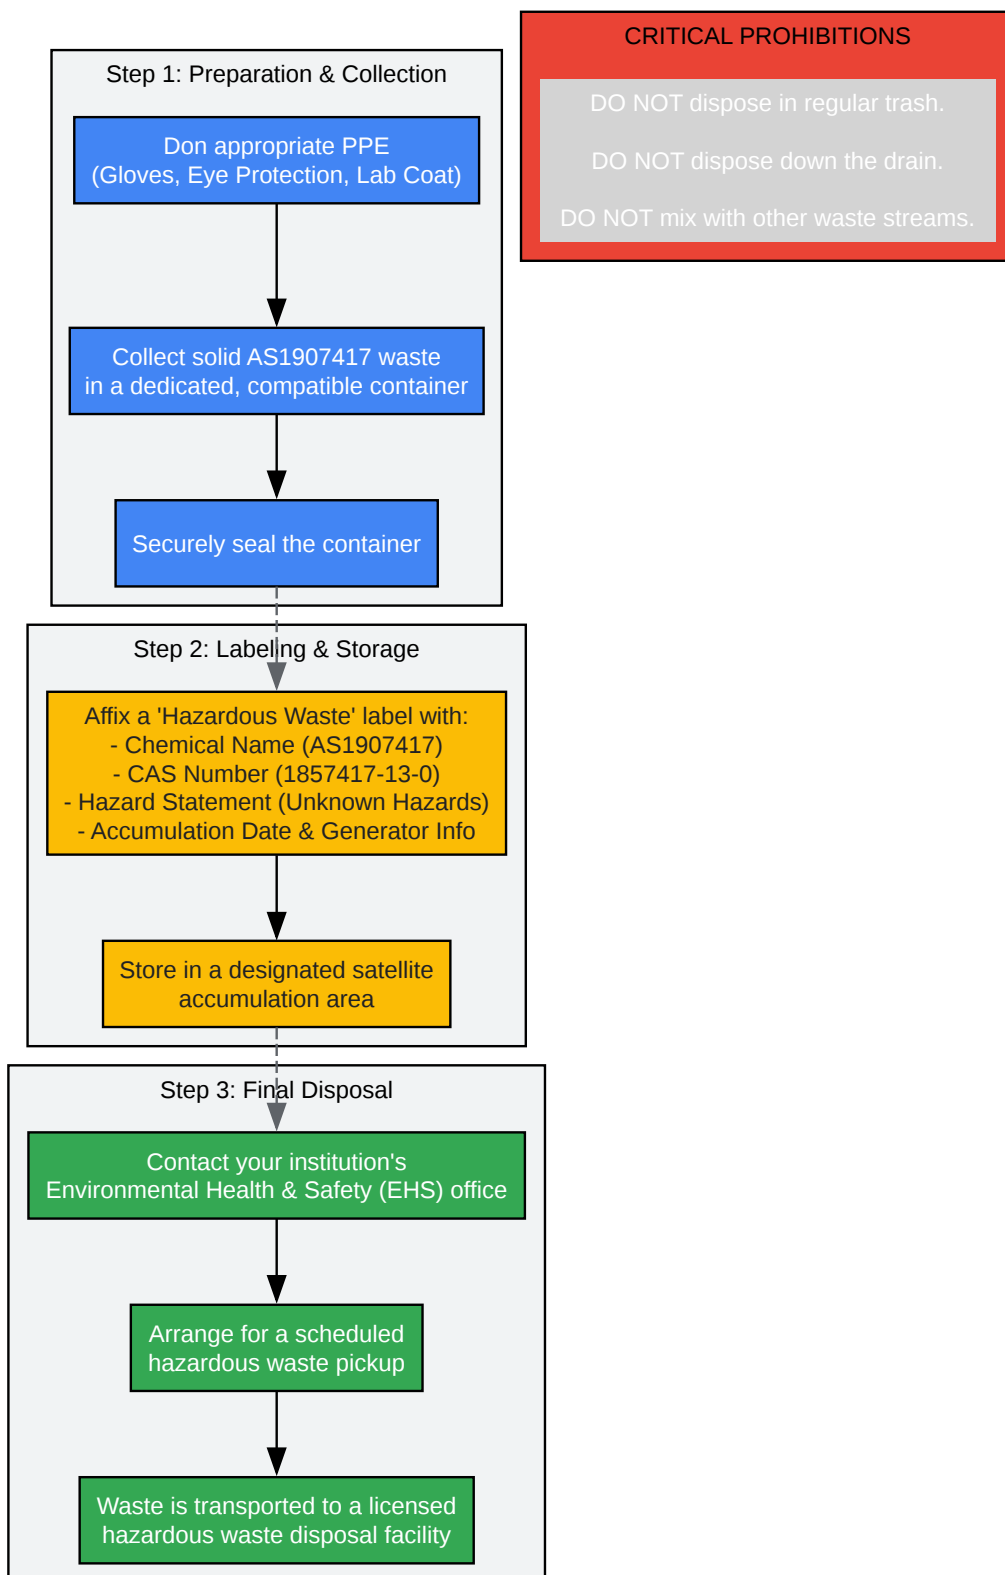 CRITICAL PROHIBITIONS
DO NOT dispose in regular trash.
DO NOT dispose down the drain.
DO NOT mix with other waste streams.
Step 1: Preparation & Collection
Don appropriate PPE
(Gloves, Eye Protection, Lab Coat)
Collect solid AS1907417 waste
in a dedicated, compatible container
Securely seal the container
Step 2: Labeling & Storage
Affix a 'Hazardous Waste' label with:
- Chemical Name (AS1907417)
- CAS Number (1857417-13-0)
- Hazard Statement (Unknown Hazards)
- Accumulation Date & Generator Info
Store in a designated satellite
accumulation area
Step 3: Final Disposal
Contact your institution's
Environmental Health & Safety (EHS) office
Arrange for a scheduled
hazardous waste pickup
Waste is transported to a licensed
hazardous waste disposal facility